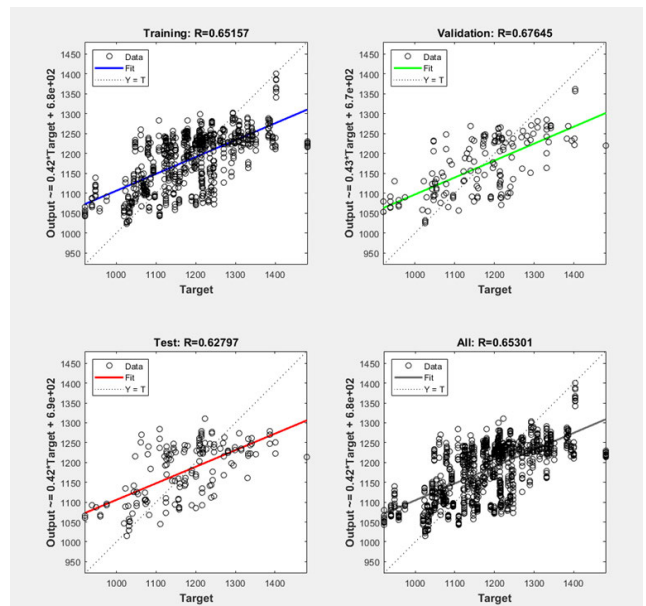 Training: R=0.65157
Output ~= 0.42*Target + 6.8e+02
1450
1400
1350
1300
1250
1200
1150
1100
1050
1000
950
Data
Fit
Y = T
1000 1100 1200 1300 1400
Target
Validation: R=0.67645
Output ~= 0.43*Target + 6.7e+02
1450
1400
1350
1300
1250
1200
1150
1100
1050
1000
950
Data
Fit
Y = T
1000 1100 1200 1300 1400
Target
Test: R=0.62797
Output ~= 0.42*Target + 6.9e+02
1450
1400
1350
1300
1250
1200
1150
1100
1050
1000
950
Data
Fit
Y = T
1000 1100 1200 1300 1400
Target
All: R=0.65301
Output ~= 0.42*Target + 6.8e+02
1450
1400
1350
1300
1250
1200
1150
1100
1050
1000
950
Data
Fit
Y = T
1000 1100 1200 1300 1400
Target